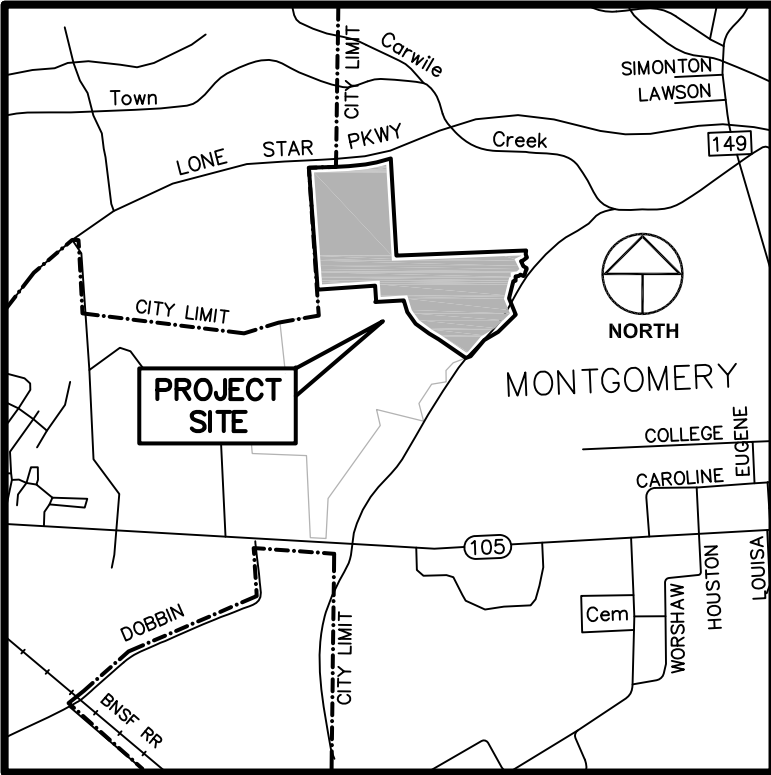 CITY LIMIT
Carwile
SIMONTON
LAWSON
Town
LONE STAR PKWY
Creek
149
CITY LIMIT
NORTH
PROJECT
SITE
MONTGOMERY
COLLEGE
EUGENE
CAROLINE
105
DOBBIN
CITY LIMIT
Cem
WORSHAW
HOUSTON
LOUISA
BNSF RR